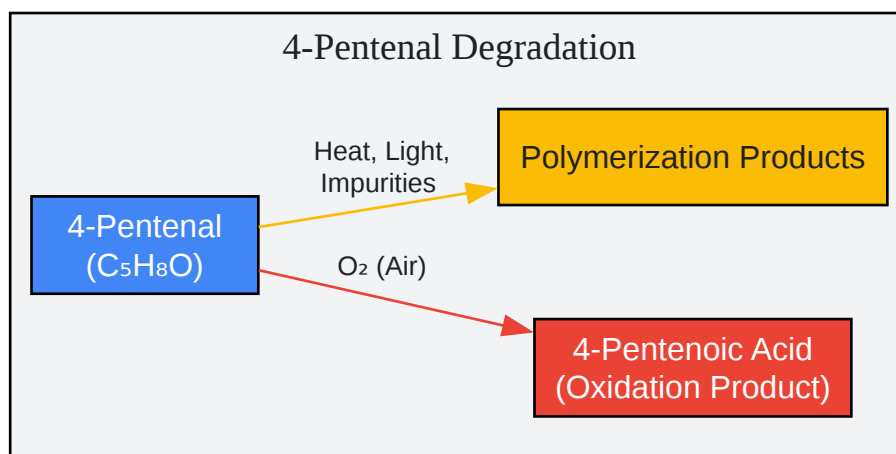 4-Pentenal Degradation
Heat, Light,
Impurities
Polymerization Products
4-Pentenal
(C₅H₈O)
O₂ (Air)
4-Pentenoic Acid
(Oxidation Product)